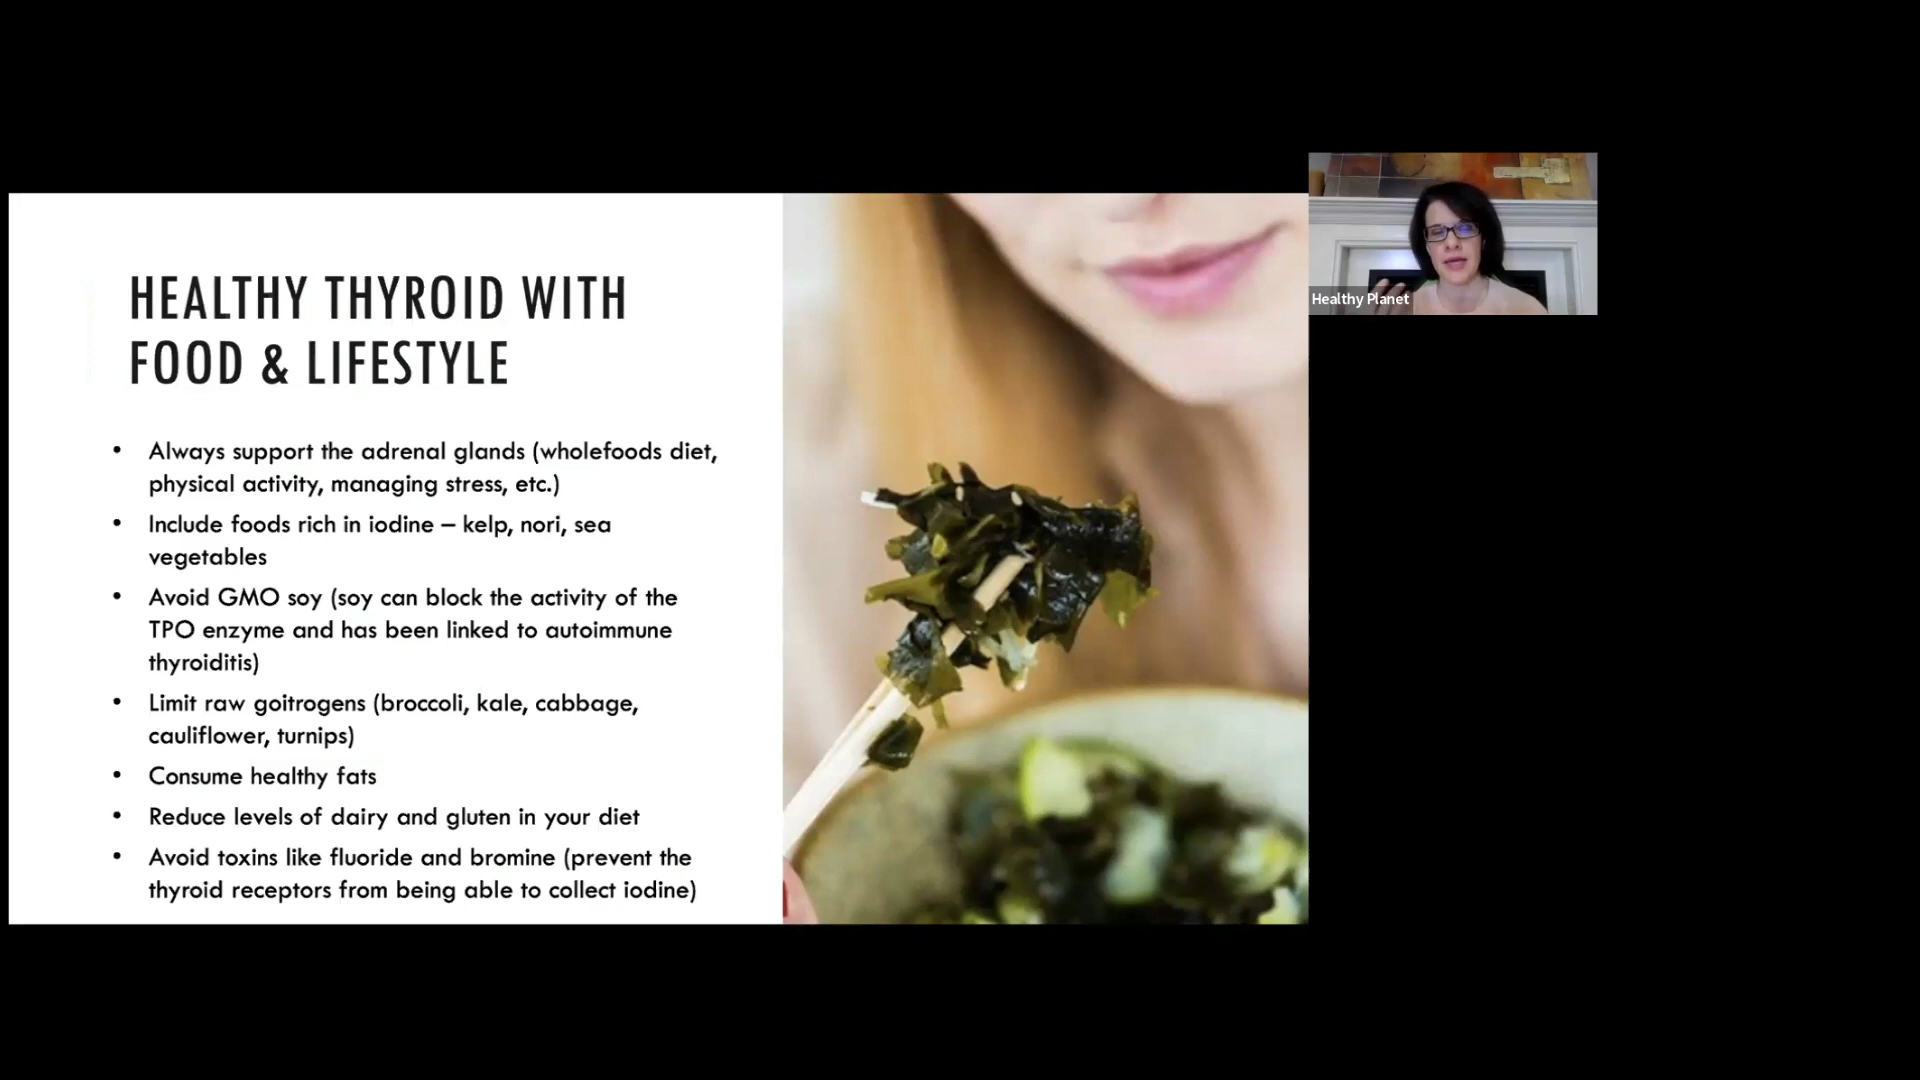 HEALTHY THYROID WITH
FOOD & LIFESTYLE
• Always support the adrenal glands (wholefoods diet,
physical activity, managing stress, etc.)
• Include foods rich in iodine – kelp, nori, sea
vegetables
• Avoid GMO soy (soy can block the activity of the
TPO enzyme and has been linked to autoimmune
thyroiditis)
• Limit raw goitrogens (broccoli, kale, cabbage,
cauliflower, turnips)
• Consume healthy fats
• Reduce levels of dairy and gluten in your diet
• Avoid toxins like fluoride and bromine (prevent the
thyroid receptors from being able to collect iodine)
Healthy Planet